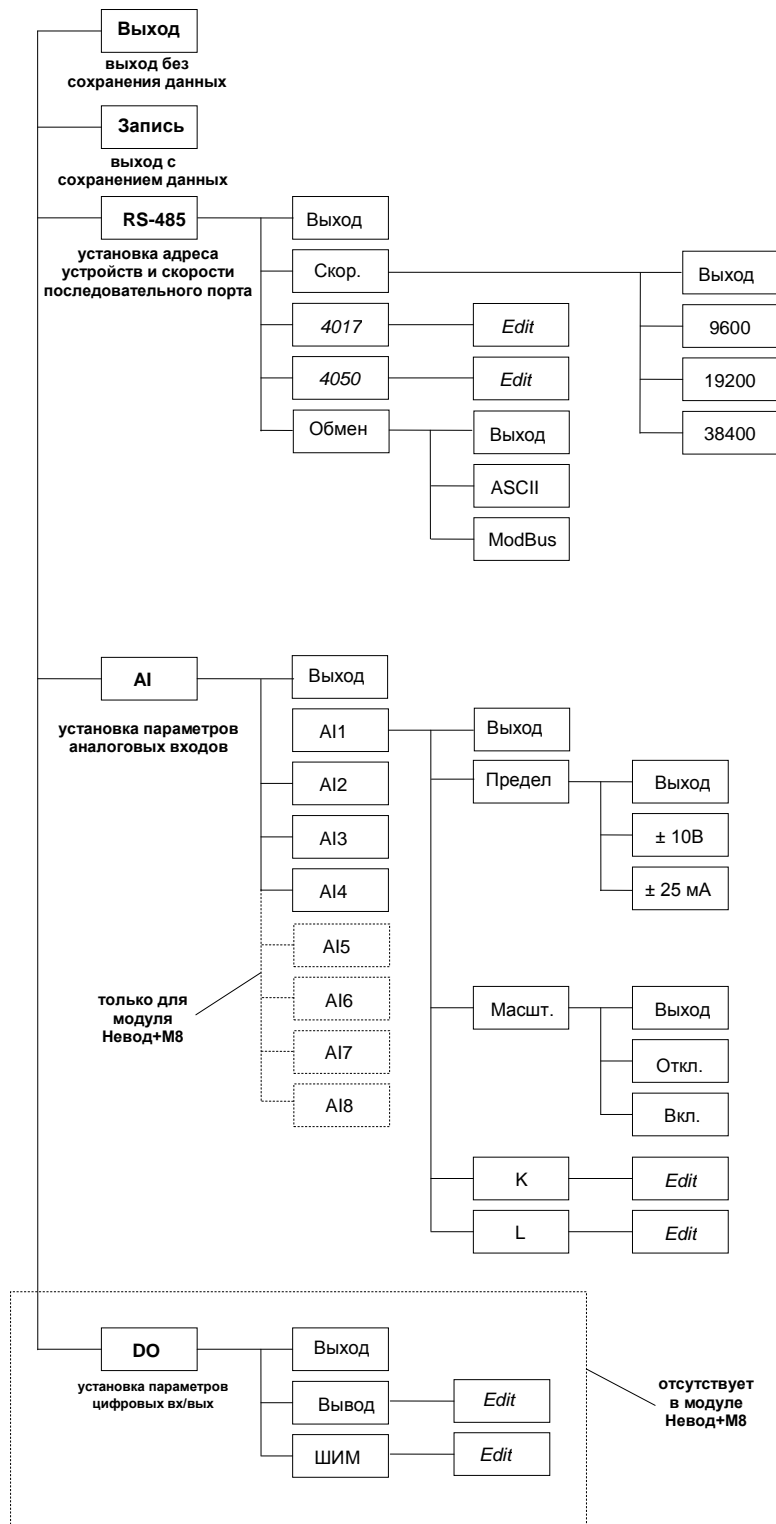 Выход
выход без
сохранения данных
Запись
выход с
сохранением данных
RS-485
установка адреса
устройств и скорости
последовательного порта
Выход
Скор.
4017
Edit
4050
Edit
Обмен
Выход
ASCII
ModBus
Выход
9600
19200
38400
AI
установка параметров
аналоговых входов
Выход
AI1
AI2
AI3
AI4
AI5
AI6
AI7
AI8
только для
модуля
Невод+М8
Выход
Предел
Выход
± 10В
± 25 мА
Масшт.
Выход
Откл.
Вкл.
K
Edit
L
Edit
DO
установка параметров
цифровых вх/вых
Выход
Вывод
Edit
ШИМ
Edit
отсутствует
в модуле
Невод+М8